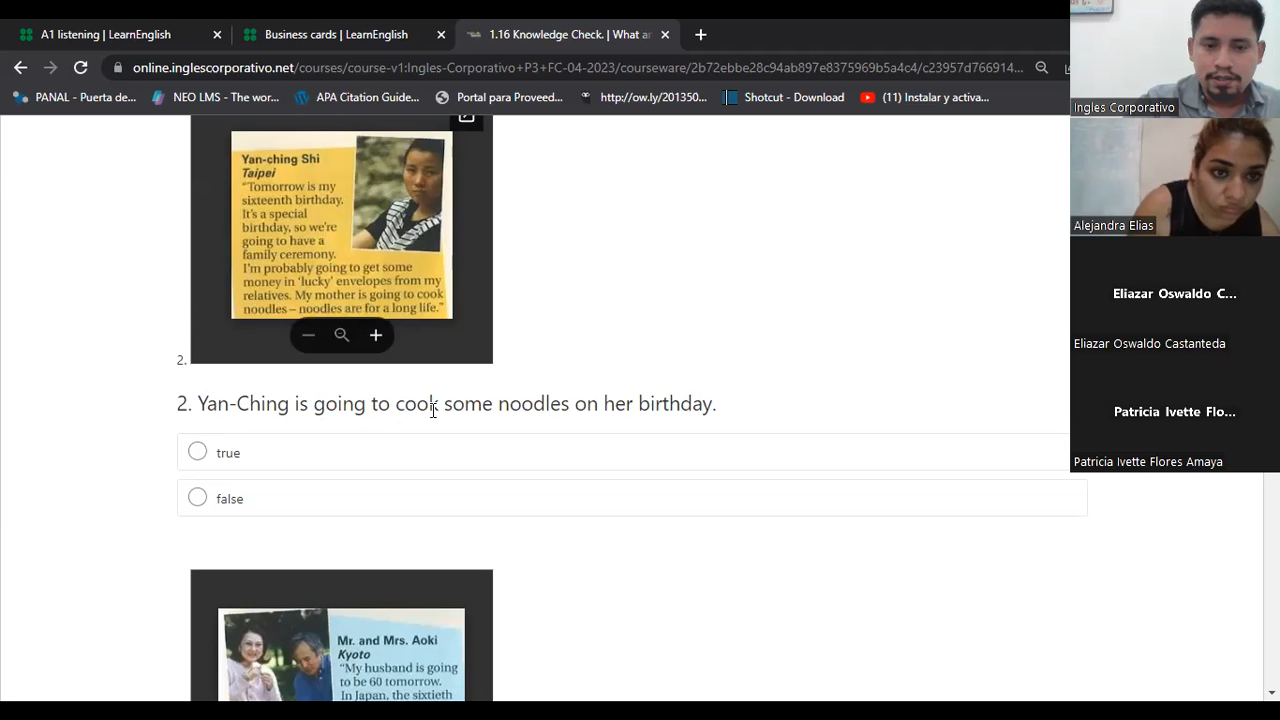 A1 listening | LearnEnglish
Business cards | LearnEnglish
1.16 Knowledge Check. | What ar
online.inglescorporativo.net/courses/course-v1:Ingles-Corporativo+P3+FC-04-2023/courseware/2b72ebbe28c94ab897e8375969b5a4c4/c23957d766914...
PANAL - Puerta de...
NEO LMS - The wor...
APA Citation Guide...
Portal para Proveed...
http://ow.ly/201350...
Shotcut - Download
(11) Instalar y activa...
Ingles Corporativo
Alejandra Elias
Eliazar Oswaldo C...
Eliazar Oswaldo Castanteda
Patricia Ivette Flo...
Patricia Ivette Flores Amaya
Yan-ching Shi
Taipei
"Tomorrow is my
sixteenth birthday.
It's a special
birthday, so we're
going to have a
family ceremony.
I'm probably going to get some
money in 'lucky' envelopes from my
relatives. My mother is going to cook
noodles – noodles are for a long life."
2.
2. Yan-Ching is going to cook some noodles on her birthday.
true
false
Mr. and Mrs. Aoki
Kyoto
"My husband is going
to be 60 tomorrow.
In Japan, the sixtieth